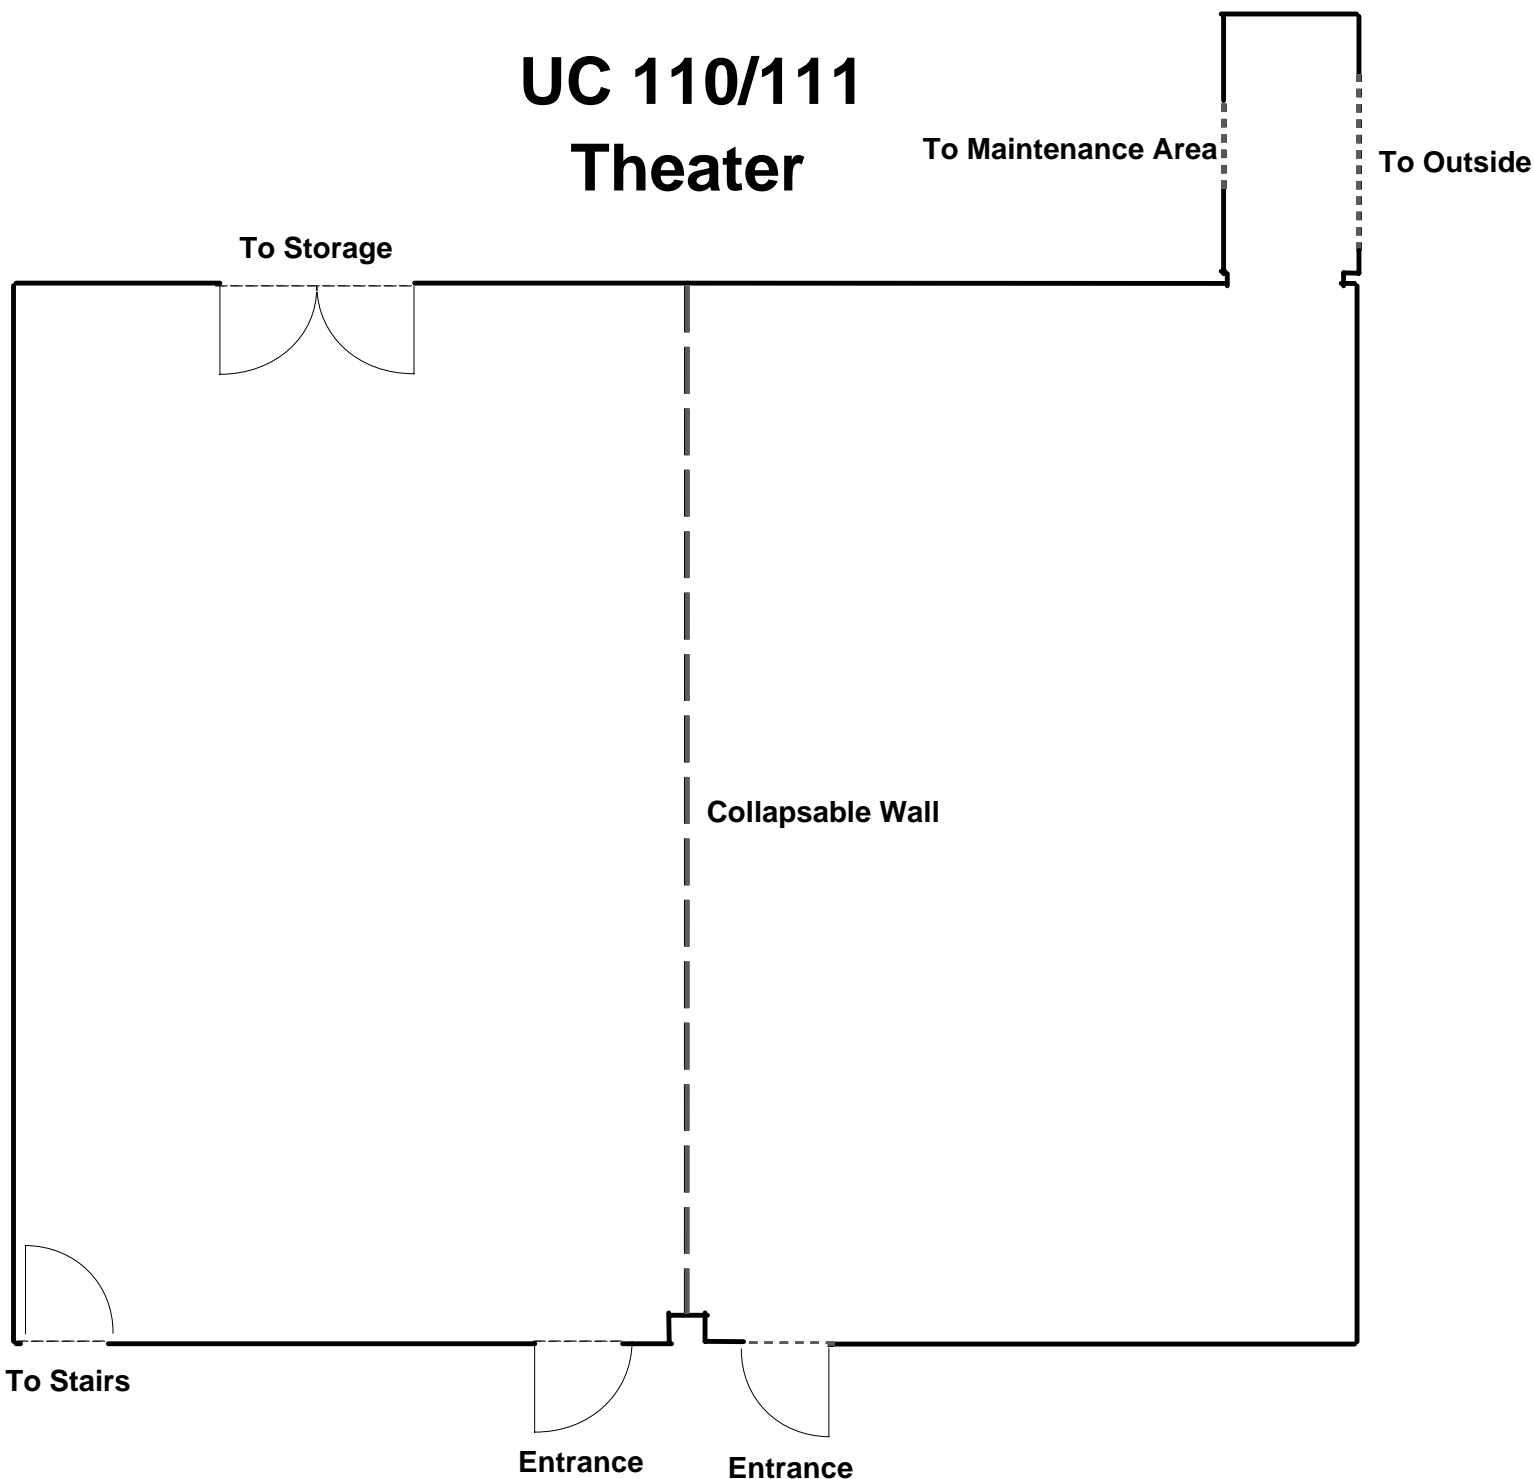 UC 110/111
Theater
To Maintenance Area
To Outside
To Storage
Collapsable Wall
To Stairs
Entrance
Entrance